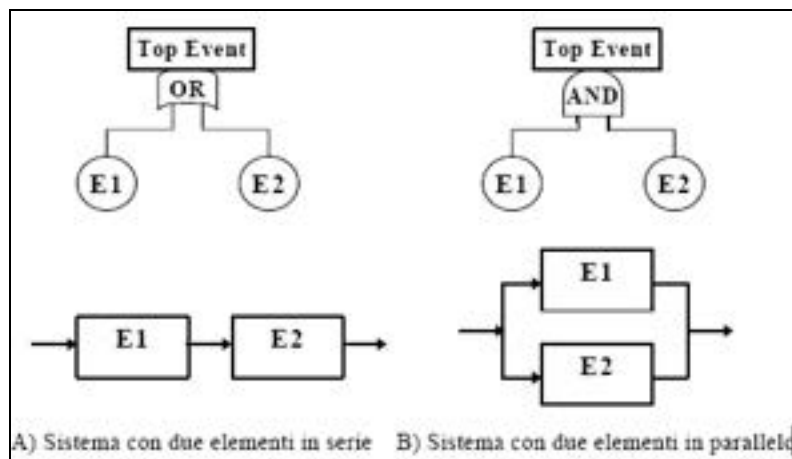 Top Event
OR
E1 E2
E1 E2
A) Sistema con due elementi in serie
Top Event
AND
E1 E2
E1
E2
B) Sistema con due elementi in parallelo